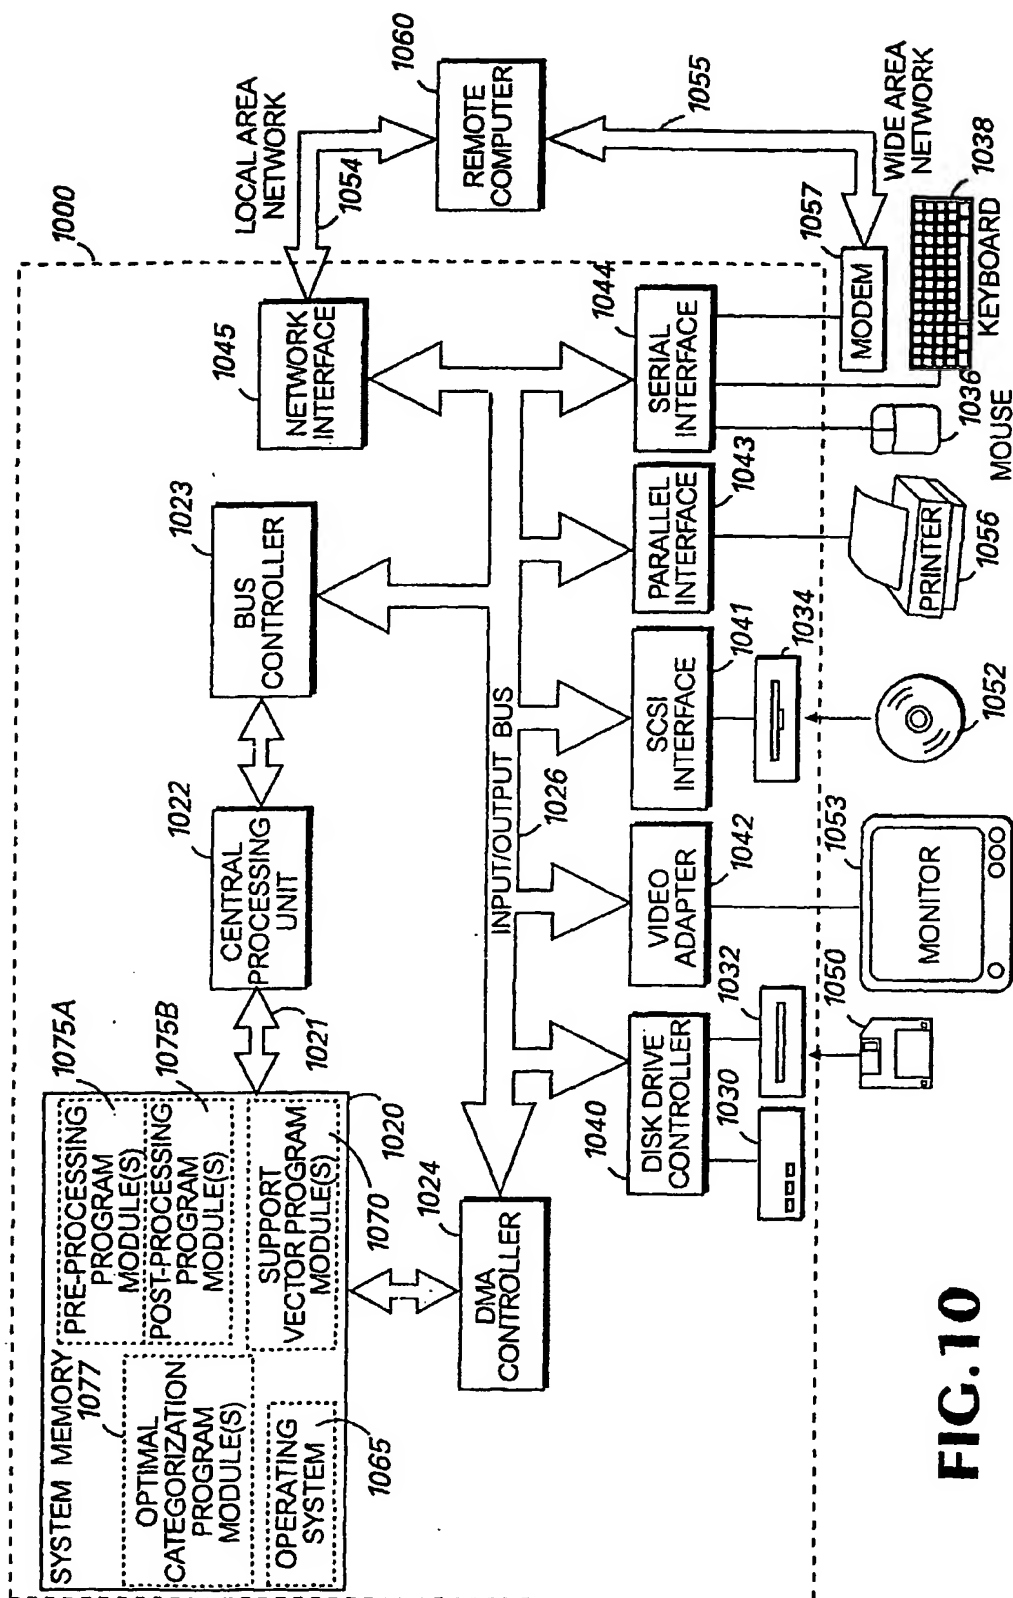 1000
SYSTEM MEMORY
1077
OPTIMAL
CATEGORIZATION
PROGRAM
MODULE(S)
OPERATING
SYSTEM
1065
PRE-PROCESSING
PROGRAM
MODULE(S)
1075A
POST-PROCESSING
PROGRAM
MODULE(S)
1075B
SUPPORT
VECTOR PROGRAM
MODULE(S)
1070
1020
1021
CENTRAL
PROCESSING
UNIT
1022
BUS
CONTROLLER
1023
NETWORK
INTERFACE
1045
LOCAL AREA
NETWORK
1054
REMOTE
COMPUTER
1060
1055
WIDE AREA
NETWORK
DMA
CONTROLLER
1024
INPUT/OUTPUT BUS
1026
DISK DRIVE
CONTROLLER
1040
VIDEO
ADAPTER
1042
SCSI
INTERFACE
1041
PARALLEL
INTERFACE
1043
SERIAL
INTERFACE
1044
1030
1032
1034
MODEM
1057
1050
MONITOR
1053
1052
PRINTER
1056
1036
MOUSE
1038
KEYBOARD
FIG.10